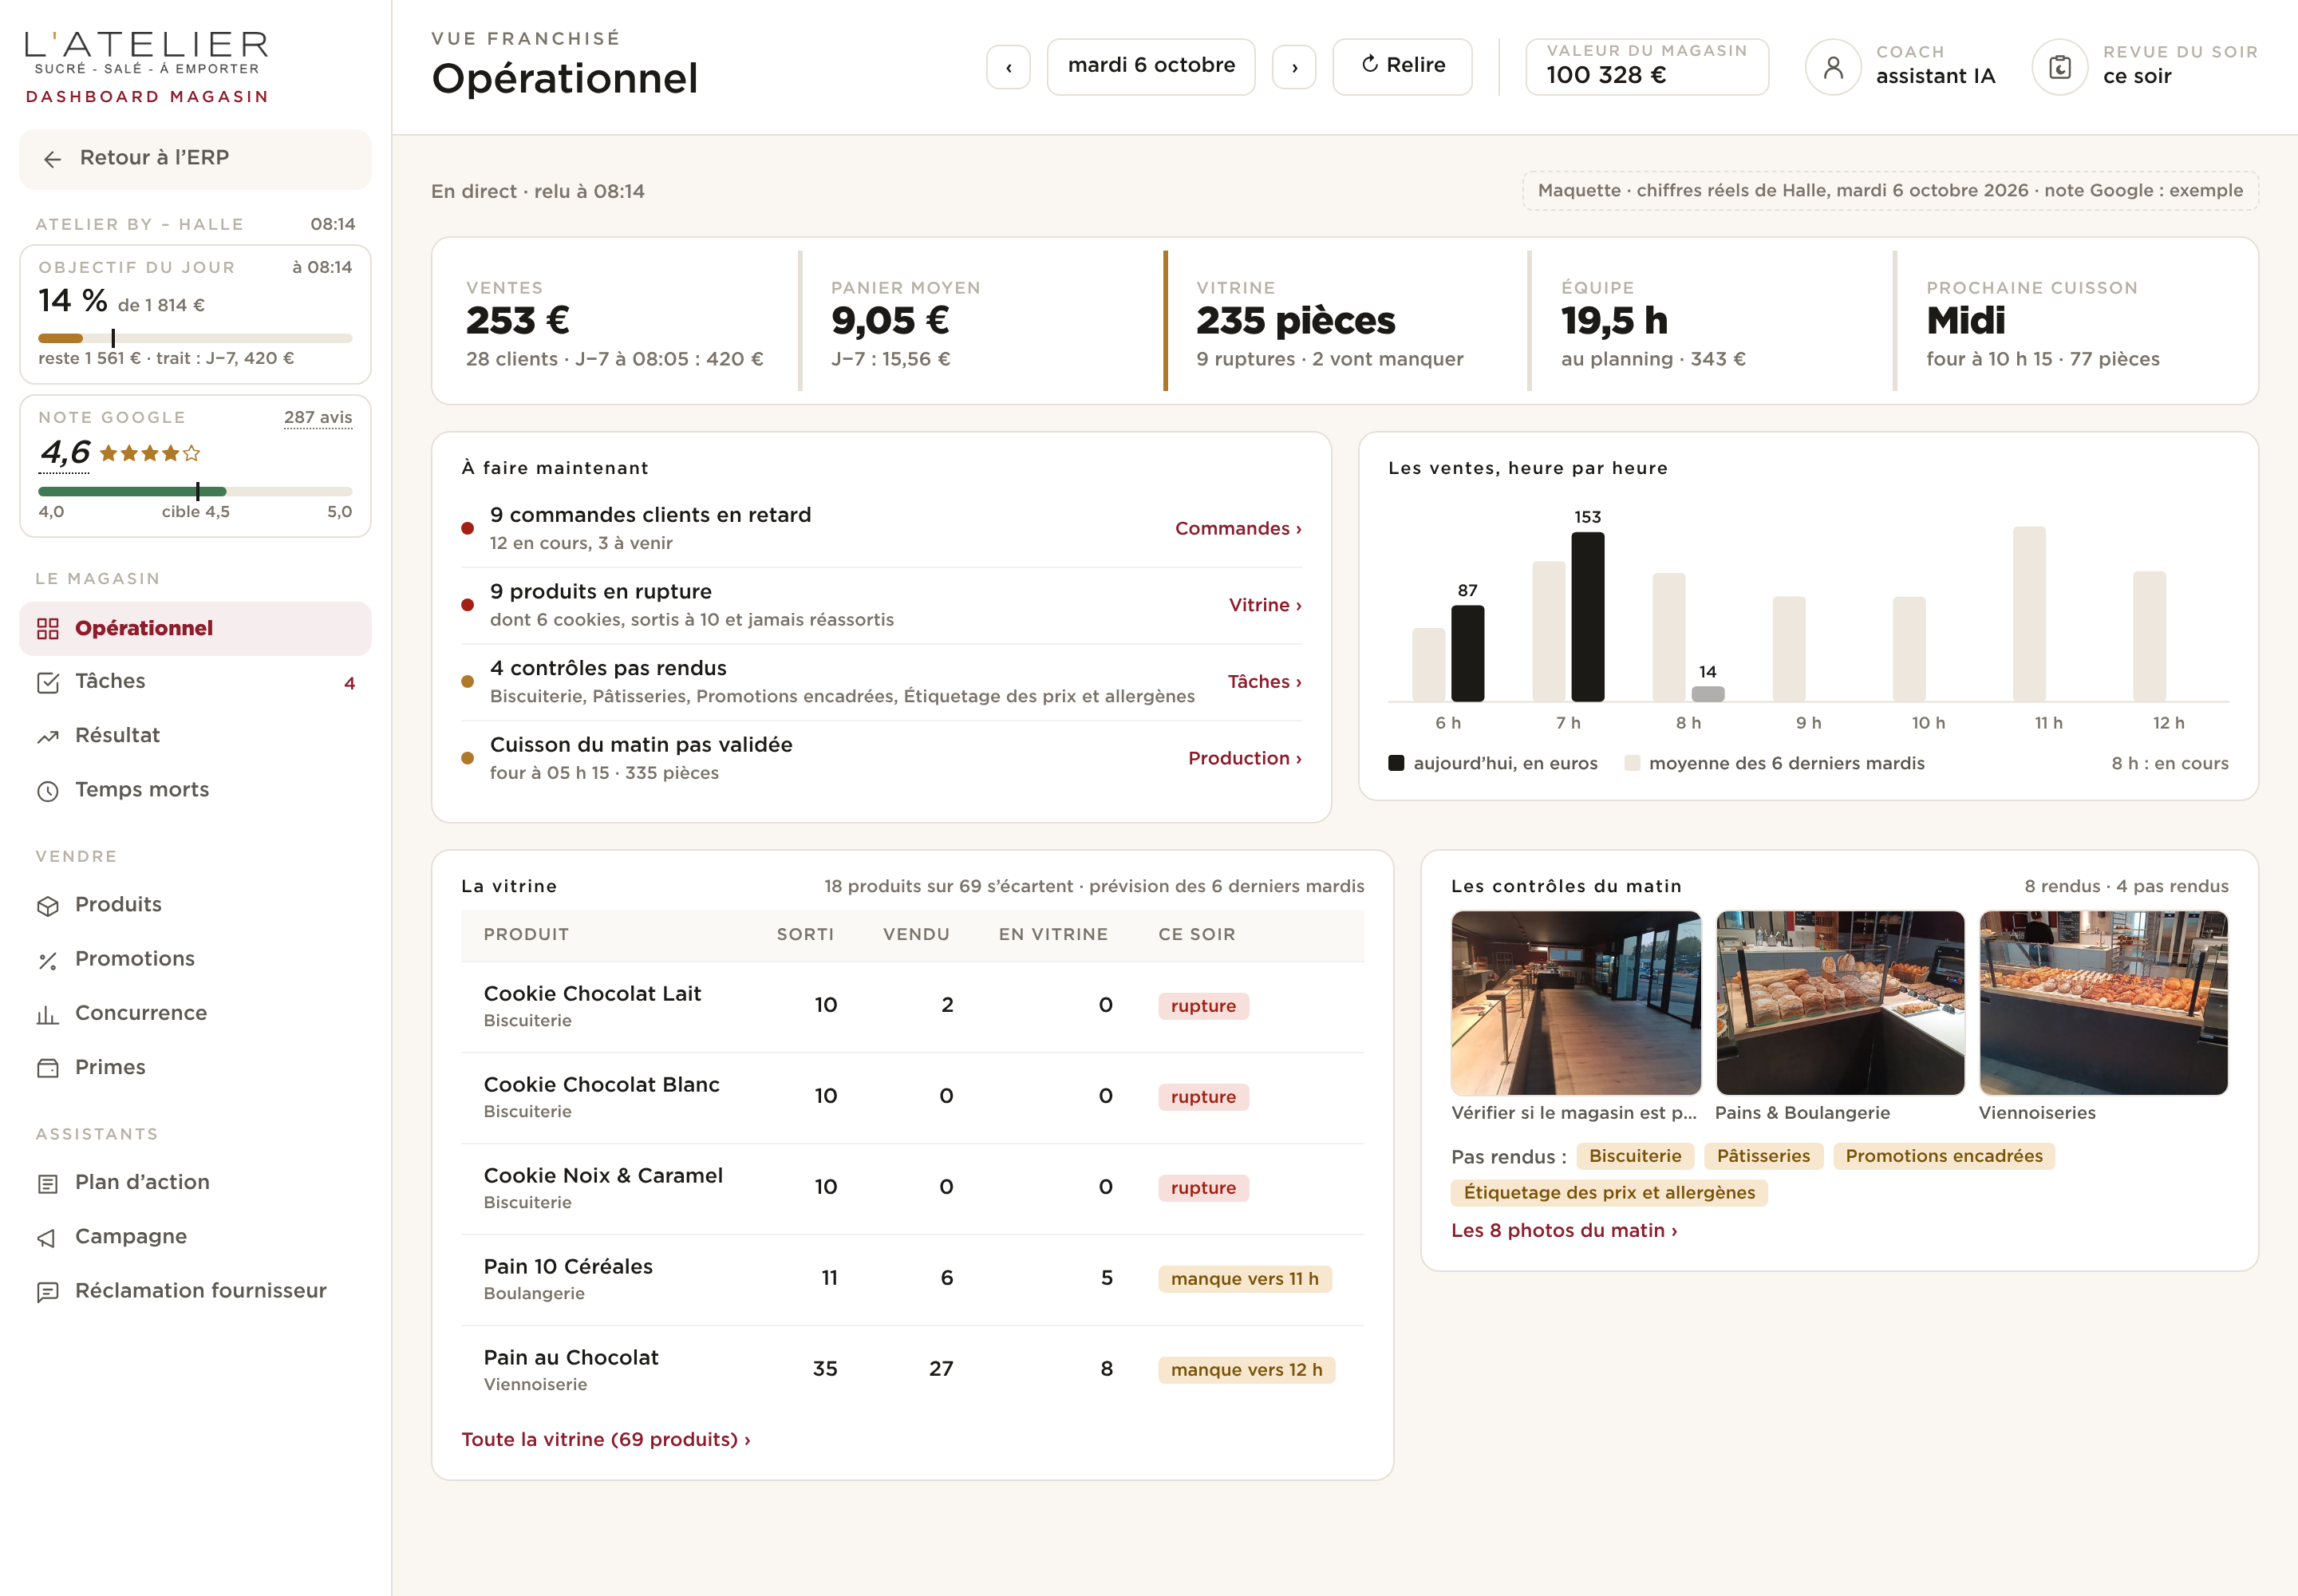 L'ATELIER
SUCRÉ - SALÉ - À EMPORTER
DASHBOARD MAGASIN
Retour à l’ERP
ATELIER BY – HALLE 08:14
OBJECTIF DU JOUR à 08:14
14 % de 1 814 €
reste 1 561 € · trait : J−7, 420 €
NOTE GOOGLE 287 avis
4,6
4,0 cible 4,5 5,0
LE MAGASIN
Opérationnel
Tâches 4
Résultat
Temps morts
VENDRE
Produits
Promotions
Concurrence
Primes
ASSISTANTS
Plan d’action
Campagne
Réclamation fournisseur
VUE FRANCHISÉ
Opérationnel
‹ mardi 6 octobre › Relire
VALEUR DU MAGASIN
100 328 €
COACH
assistant IA
REVUE DU SOIR
ce soir
En direct · relu à 08:14
Maquette · chiffres réels de Halle, mardi 6 octobre 2026 · note Google : exemple
VENTES
253 €
28 clients · J−7 à 08:05 : 420 €
PANIER MOYEN
9,05 €
J−7 : 15,56 €
VITRINE
235 pièces
9 ruptures · 2 vont manquer
ÉQUIPE
19,5 h
au planning · 343 €
PROCHAINE CUISSON
Midi
four à 10 h 15 · 77 pièces
À faire maintenant
9 commandes clients en retard
12 en cours, 3 à venir
Commandes ›
9 produits en rupture
dont 6 cookies, sortis à 10 et jamais réassortis
Vitrine ›
4 contrôles pas rendus
Biscuiterie, Pâtisseries, Promotions encadrées, Étiquetage des prix et allergènes
Tâches ›
Cuisson du matin pas validée
four à 05 h 15 · 335 pièces
Production ›
Les ventes, heure par heure
153
87
14
6 h 7 h 8 h 9 h 10 h 11 h 12 h
aujourd’hui, en euros moyenne des 6 derniers mardis 8 h : en cours
La vitrine 18 produits sur 69 s’écartent · prévision des 6 derniers mardis
PRODUIT SORTI VENDU EN VITRINE CE SOIR
Cookie Chocolat Lait
Biscuiterie
10 2 0 rupture
Cookie Chocolat Blanc
Biscuiterie
10 0 0 rupture
Cookie Noix & Caramel
Biscuiterie
10 0 0 rupture
Pain 10 Céréales
Boulangerie
11 6 5 manque vers 11 h
Pain au Chocolat
Viennoiserie
35 27 8 manque vers 12 h
Toute la vitrine (69 produits) ›
Les contrôles du matin 8 rendus · 4 pas rendus
Vérifier si le magasin est p… Pains & Boulangerie Viennoiseries
Pas rendus : Biscuiterie Pâtisseries Promotions encadrées
Étiquetage des prix et allergènes
Les 8 photos du matin ›